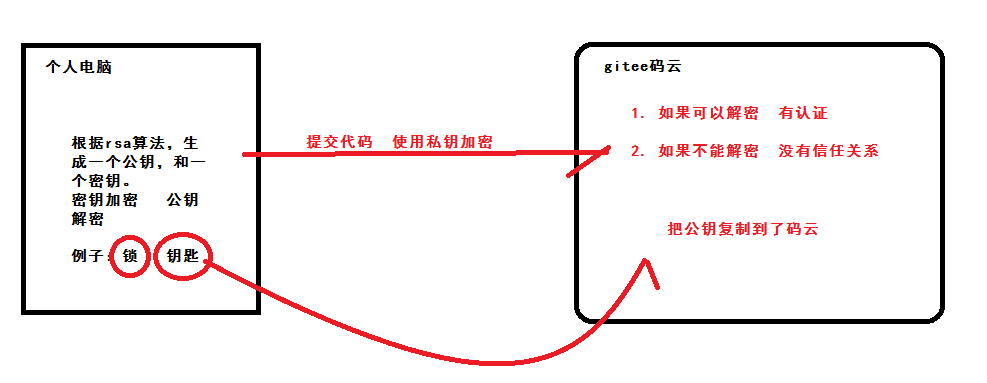 个人电脑
根据rsa算法，生
成一个公钥，和一
个密钥。
密钥加密 公钥
解密
例子：锁 钥匙
提交代码 使用私钥加密
gitee码云
1. 如果可以解密 有认证
2. 如果不能解密 没有信任关系
把公钥复制到了码云